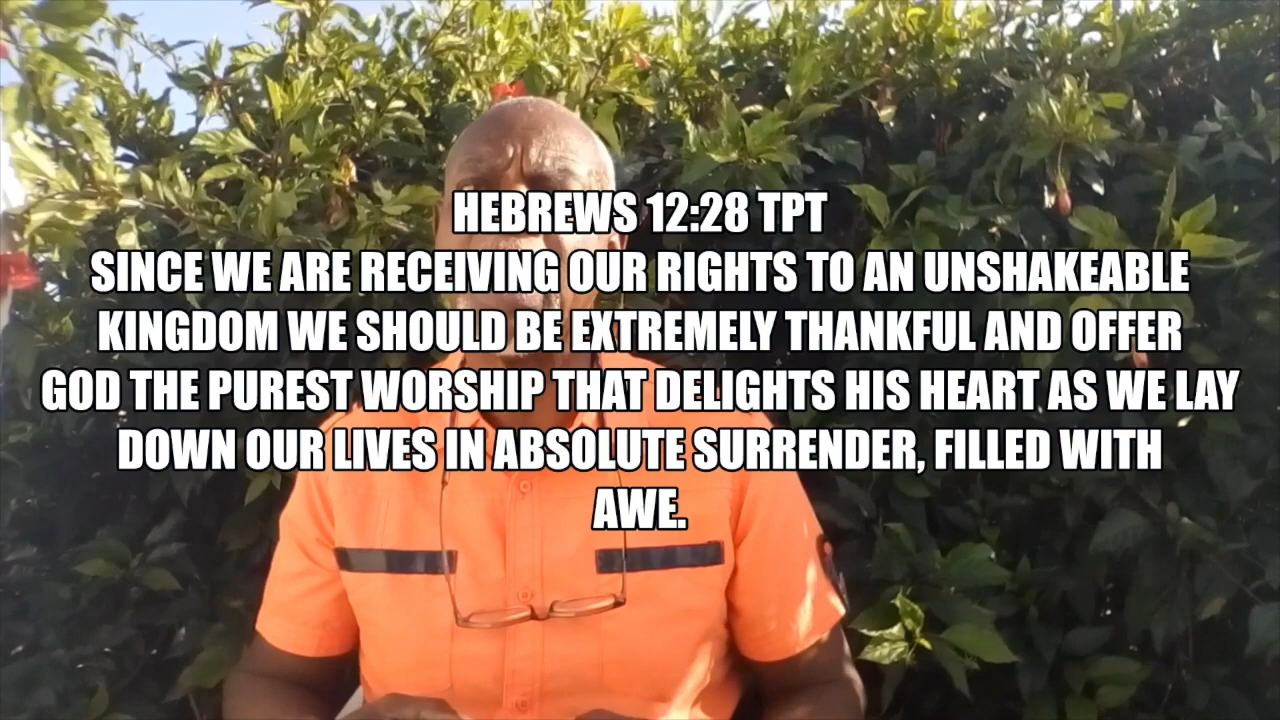 HEBREWS 12:28 TPT
SINCE WE ARE RECEIVING OUR RIGHTS TO AN UNSHAKEABLE
KINGDOM WE SHOULD BE EXTREMELY THANKFUL AND OFFER
GOD THE PUREST WORSHIP THAT DELIGHTS HIS HEART AS WE LAY
DOWN OUR LIVES IN ABSOLUTE SURRENDER, FILLED WITH
AWE.